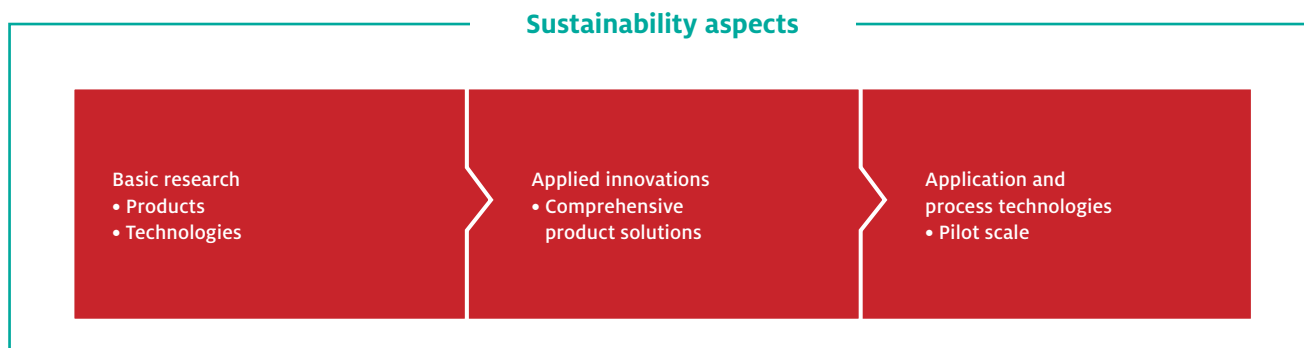 Sustainability aspects
Basic research
• Products
• Technologies
Applied innovations
• Comprehensive
product solutions
Application and
process technologies
• Pilot scale